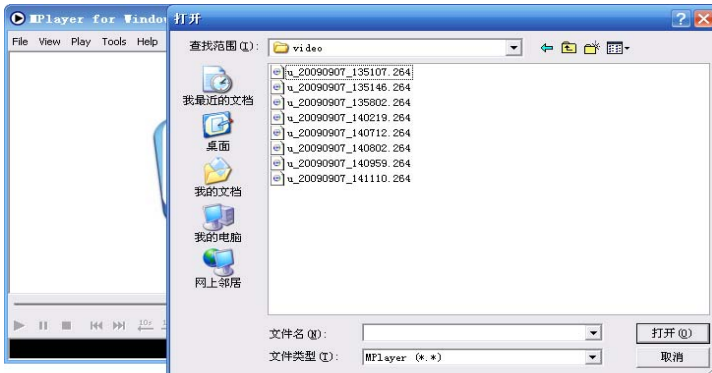 MPlayer for Window
File View Play Tools Help
打开
查找范围(I):
video
我最近的文档
桌面
我的文档
我的电脑
网上邻居
u_20090907_135107.264
u_20090907_135146.264
u_20090907_135802.264
u_20090907_140219.264
u_20090907_140712.264
u_20090907_140802.264
u_20090907_140959.264
u_20090907_141110.264
文件名(N):
打开(O)
文件类型(T):
MPlayer (*.*)
取消